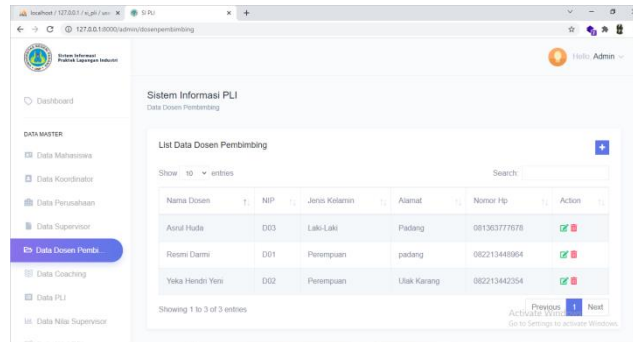 localhost / 127.0.0.1 / si_pli / use
SI PLI
127.0.0.1:8000/admin/dosenpembimbing
Sistem Informasi
Praktek Lapangan Industri
Hello, Admin
Dashboard
DATA MASTER
Data Mahasiswa
Data Koordinator
Data Perusahaan
Data Supervisor
Data Dosen Pembi...
Data Coaching
Data PLI
Data Nilai Supervisor
Sistem Informasi PLI
Data Dosen Pembimbing
List Data Dosen Pembimbing
Show 10 entries
Search:
Nama Dosen NIP Jenis Kelamin Alamat Nomor Hp Action
Asrul Huda D03 Laki-Laki Padang 081363777678
Resmi Darmi D01 Perempuan padang 082213448964
Yeka Hendri Yeni D02 Perempuan Ulak Karang 082213442354
Showing 1 to 3 of 3 entries
Previous 1 Next
Activate Windows
Go to Settings to activate Windows.